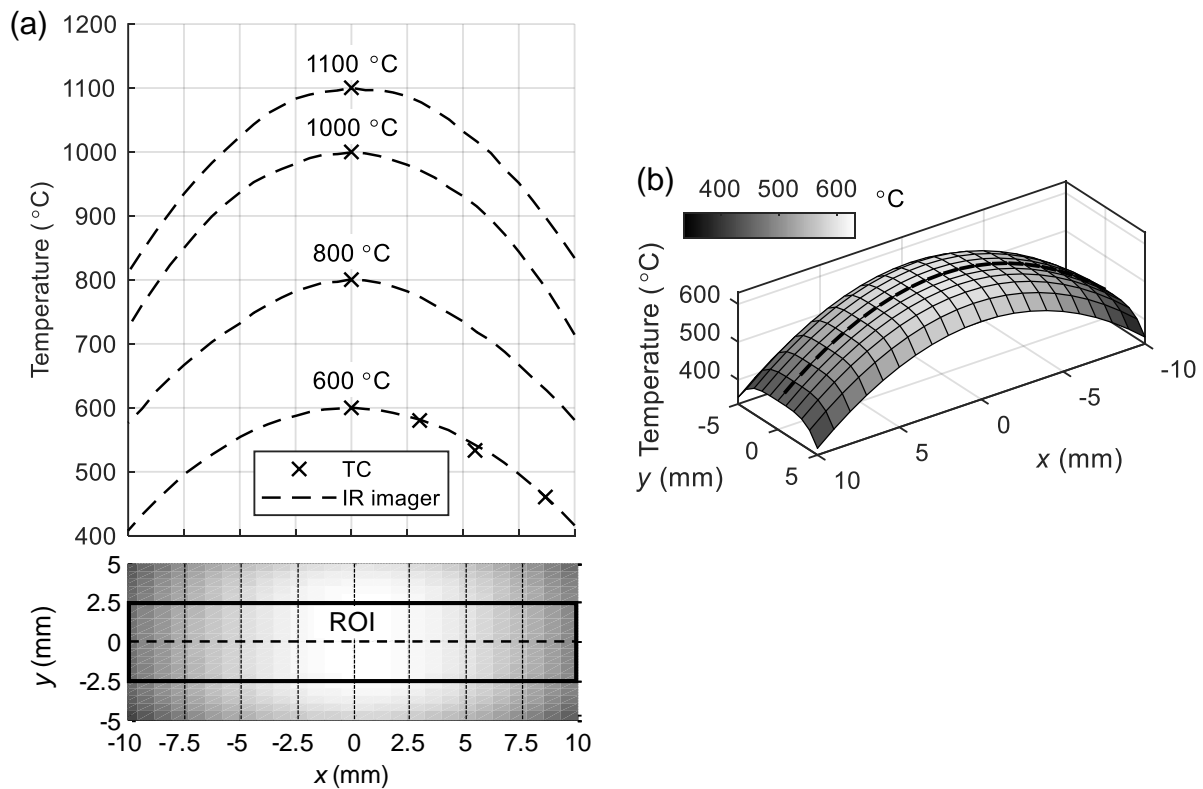 (a)
1200
1100
1000
900
800
700
600
500
400
Temperature (°C)
1100 °C
1000 °C
800 °C
600 °C
TC
IR imager
5
2.5
0
-2.5
-5
y (mm)
ROI
-10 -7.5 -5 -2.5 0 2.5 5 7.5 10
x (mm)
(b)
400 500 600 °C
Temperature (°C)
600
500
400
-5
0
5
y (mm)
10
5
0
-5
-10
x (mm)